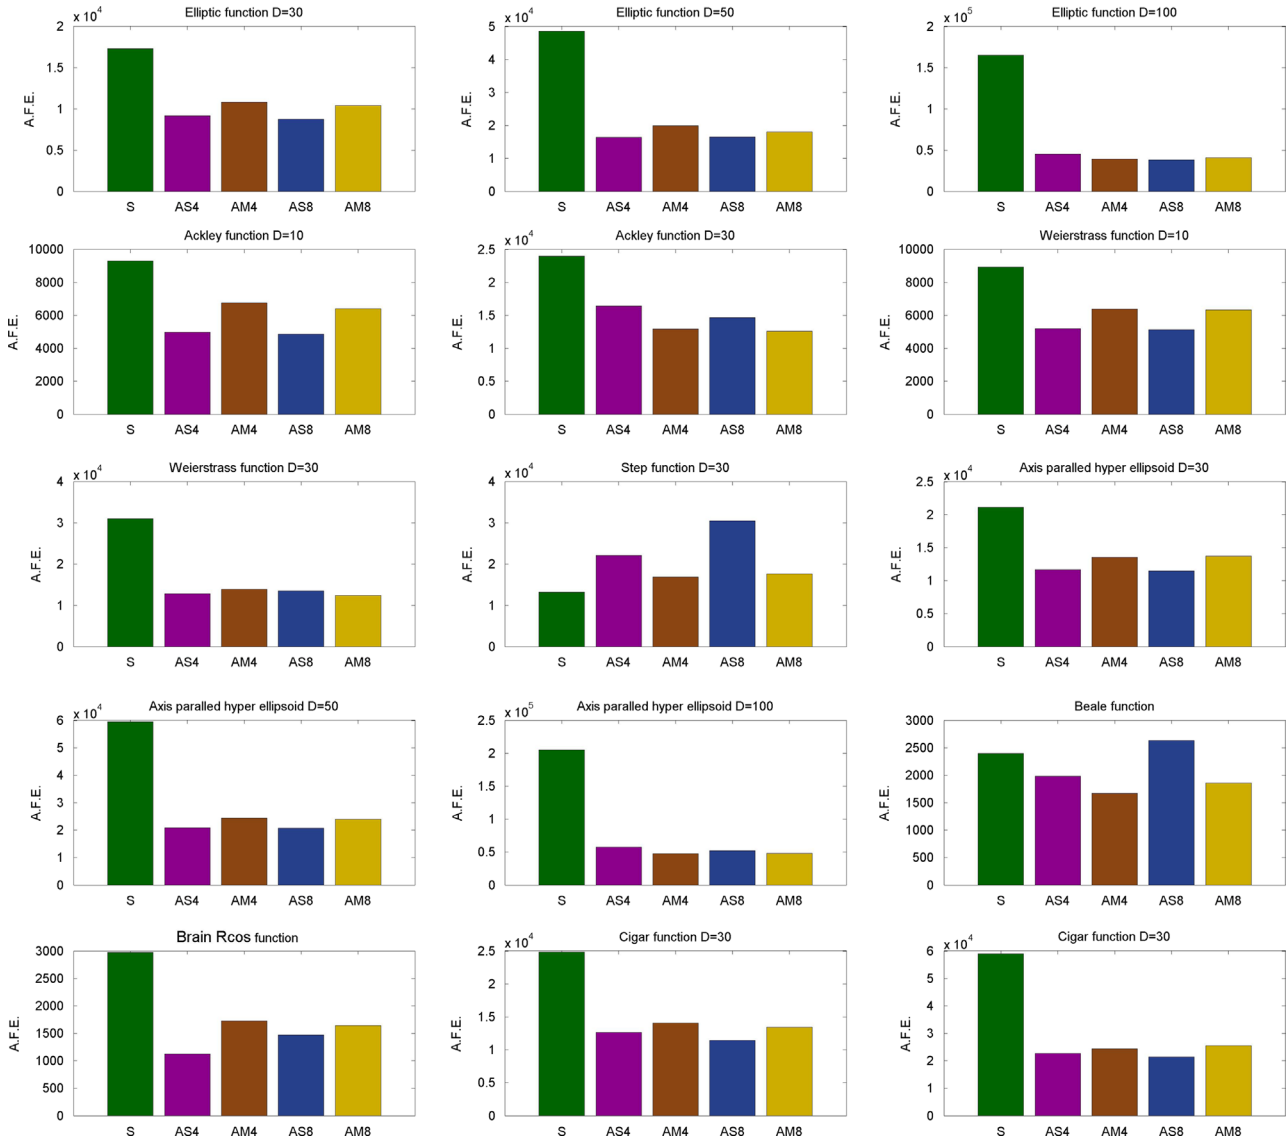 Elliptic function D=30
x 10^4
2
1.5
1
0.5
0
A.F.E.
S AS4 AM4 AS8 AM8
Elliptic function D=50
x 10^4
5
4
3
2
1
0
A.F.E.
S AS4 AM4 AS8 AM8
Elliptic function D=100
x 10^5
2
1.5
1
0.5
0
A.F.E.
S AS4 AM4 AS8 AM8
Ackley function D=10
10000
8000
6000
4000
2000
0
A.F.E.
S AS4 AM4 AS8 AM8
Ackley function D=30
x 10^4
2.5
2
1.5
1
0.5
0
A.F.E.
S AS4 AM4 AS8 AM8
Weierstrass function D=10
10000
8000
6000
4000
2000
0
A.F.E.
S AS4 AM4 AS8 AM8
Weierstrass function D=30
x 10^4
4
3
2
1
0
A.F.E.
S AS4 AM4 AS8 AM8
Step function D=30
x 10^4
4
3
2
1
0
A.F.E.
S AS4 AM4 AS8 AM8
Axis paralled hyper ellipsoid D=30
x 10^4
2.5
2
1.5
1
0.5
0
A.F.E.
S AS4 AM4 AS8 AM8
Axis paralled hyper ellipsoid D=50
x 10^4
6
5
4
3
2
1
0
A.F.E.
S AS4 AM4 AS8 AM8
Axis paralled hyper ellipsoid D=100
x 10^5
2.5
2
1.5
1
0.5
0
A.F.E.
S AS4 AM4 AS8 AM8
Beale function
3000
2500
2000
1500
1000
500
0
A.F.E.
S AS4 AM4 AS8 AM8
Brain Rcos function
3000
2500
2000
1500
1000
500
0
A.F.E.
S AS4 AM4 AS8 AM8
Cigar function D=30
x 10^4
2.5
2
1.5
1
0.5
0
A.F.E.
S AS4 AM4 AS8 AM8
Cigar function D=30
x 10^4
6
5
4
3
2
1
0
A.F.E.
S AS4 AM4 AS8 AM8